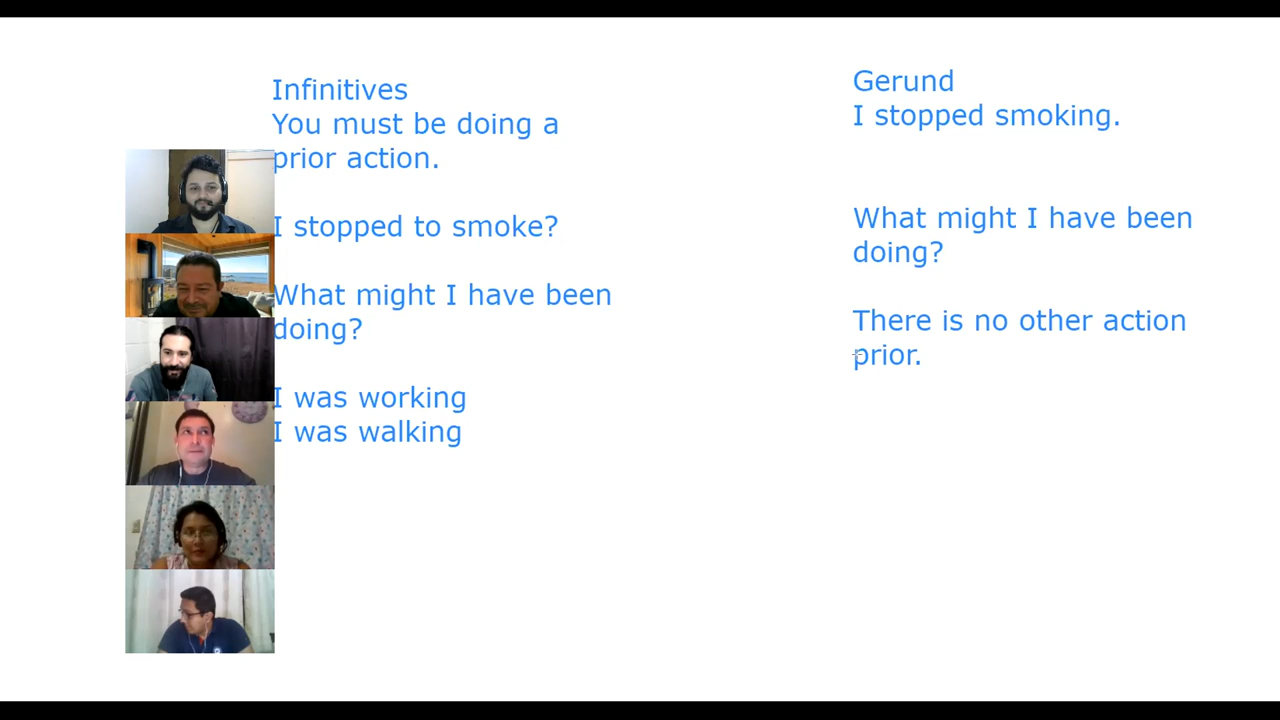 Infinitives
You must be doing a
prior action.
I stopped to smoke?
What might I have been
doing?
I was working
I was walking
Gerund
I stopped smoking.
What might I have been
doing?
There is no other action
prior.